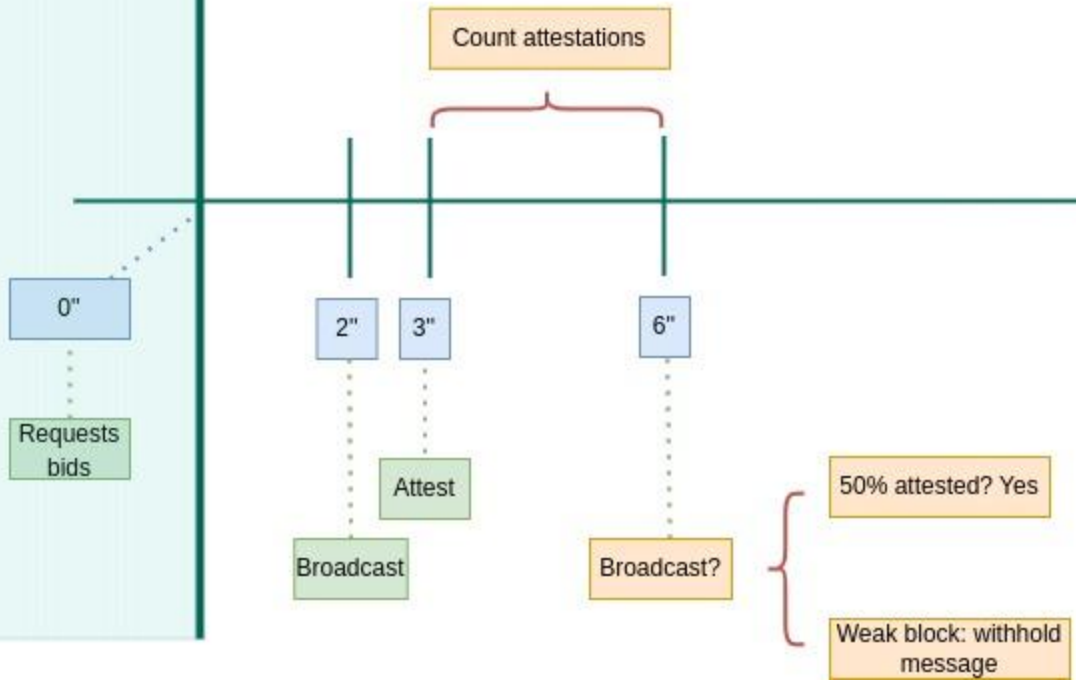 Count attestations
0"
2"
3"
6"
Requests
bids
Attest
50% attested? Yes
Broadcast
Broadcast?
Weak block: withhold
message